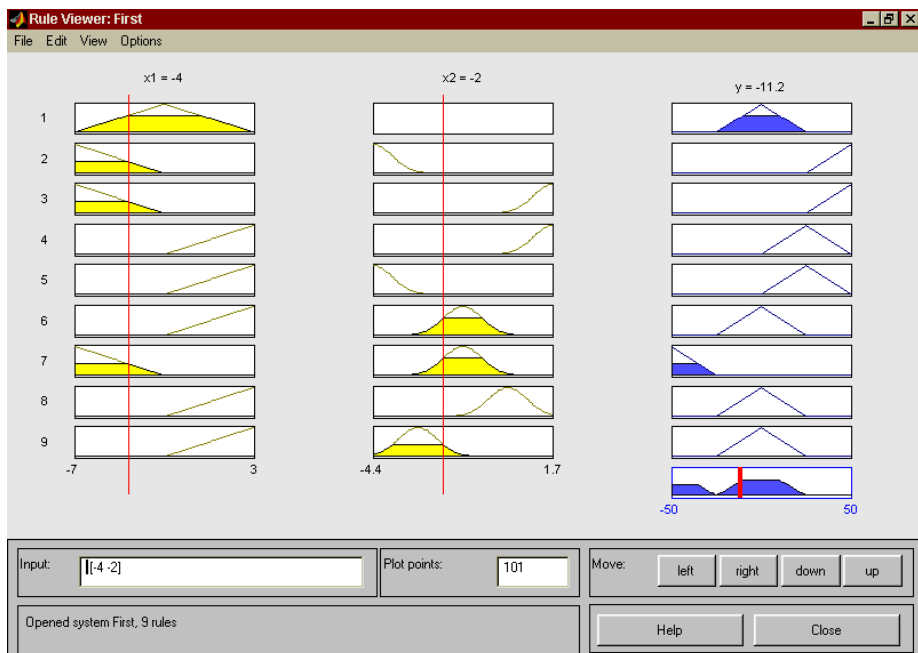 Rule Viewer: First
File Edit View Options
x1 = -4
x2 = -2
y = -11.2
1
2
3
4
5
6
7
8
9
-7 3
-4.4 1.7
-50 50
Input: [-4 -2]
Plot points: 101
Move: left right down up
Opened system First, 9 rules
Help Close